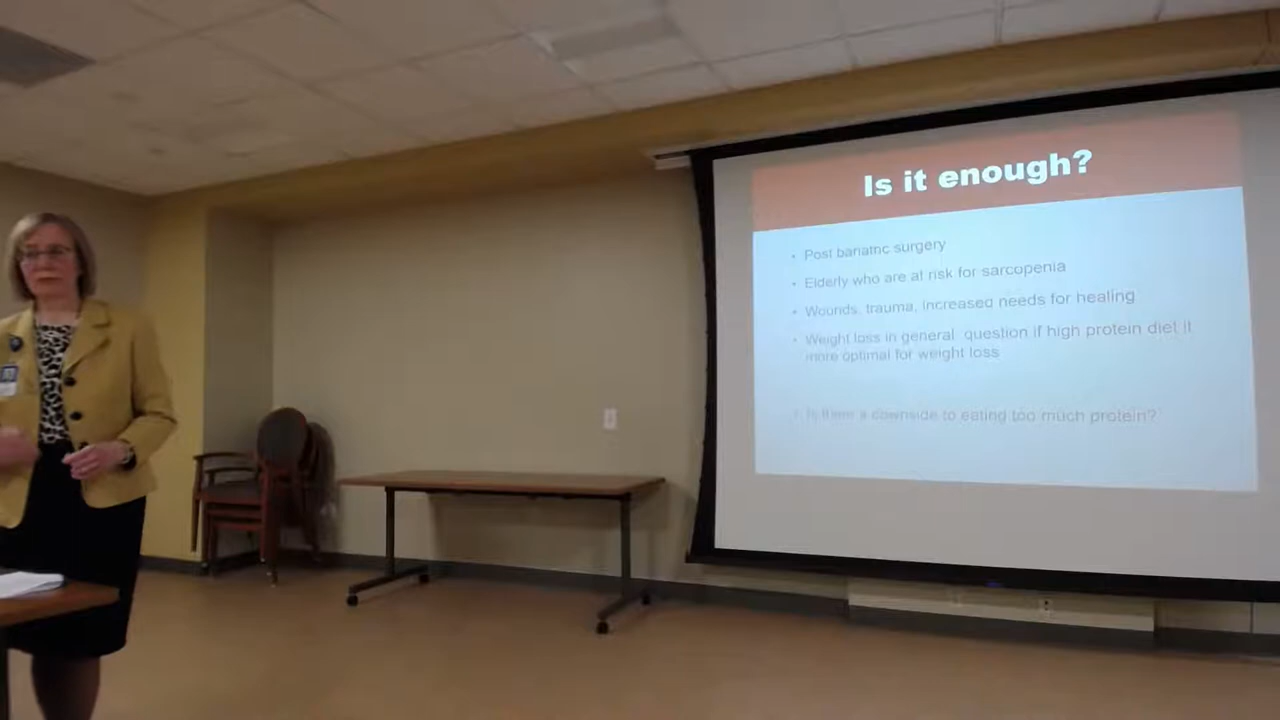 Is it enough?
• Post bariatric surgery
• Elderly who are at risk for sarcopenia
• Wounds, trauma, increased needs for healing
• Weight loss in general question if high protein diet it
more optimal for weight loss
• Is there a downside to eating too much protein?